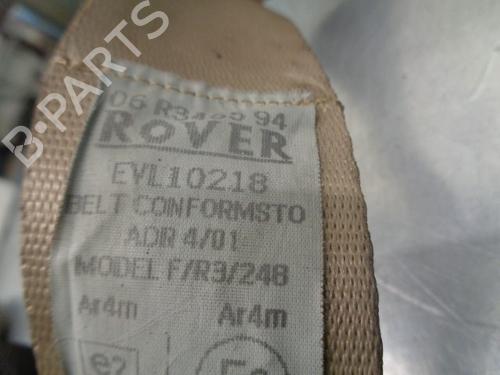 ROVER
EVL10218
BELT CONFORMSTO
ADR 4/01
MODEL F/R3/248
Ar4m Ar4m
B-PARTS